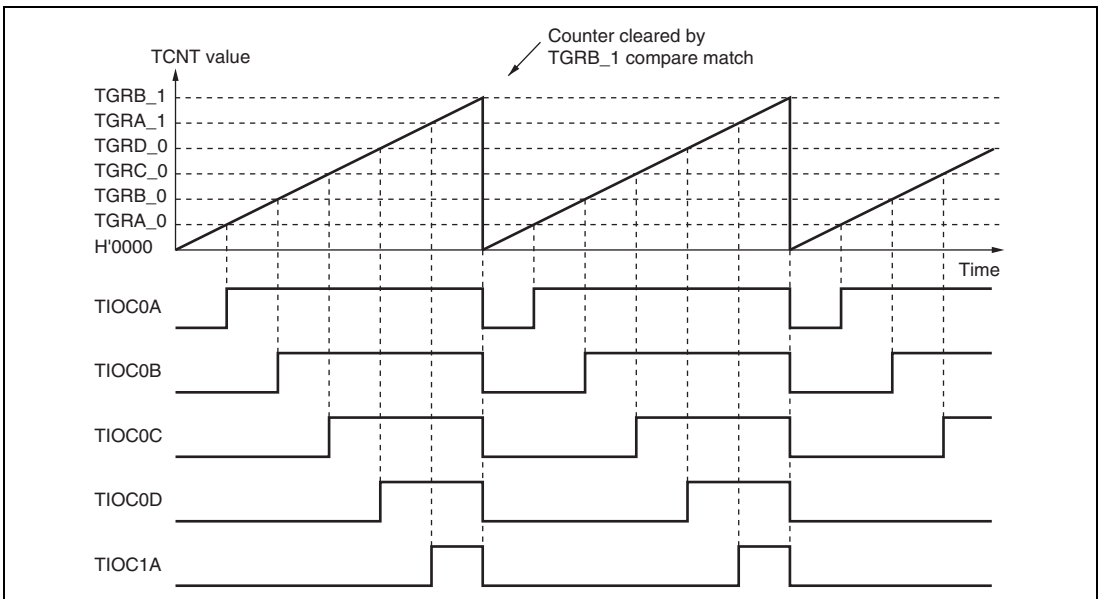 Counter cleared by
TGRB_1 compare match
TCNT value
TGRB_1
TGRA_1
TGRD_0
TGRC_0
TGRB_0
TGRA_0
H'0000
Time
TIOC0A
TIOC0B
TIOC0C
TIOC0D
TIOC1A